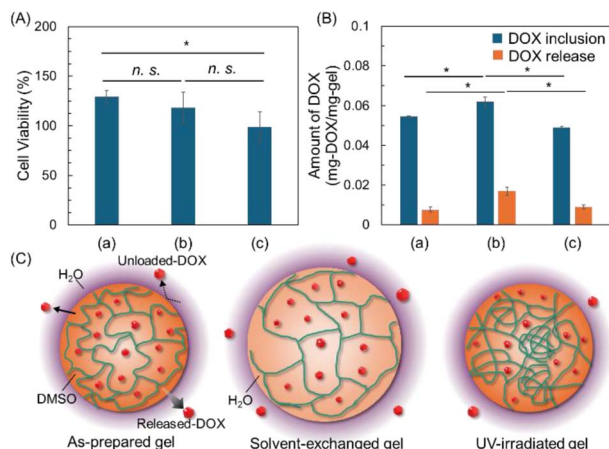 (A)
Cell Viability (%)
200
150
100
50
0
*
n. s.
n. s.
(a)
(b)
(c)
(B)
Amount of DOX
(mg-DOX/mg-gel)
0.1
0.08
0.06
0.04
0.02
0
DOX inclusion
DOX release
*
*
*
*
(a)
(b)
(c)
(C)
Unloaded-DOX
H2O
DMSO
Released-DOX
As-prepared gel
H2O
Solvent-exchanged gel
UV-irradiated gel